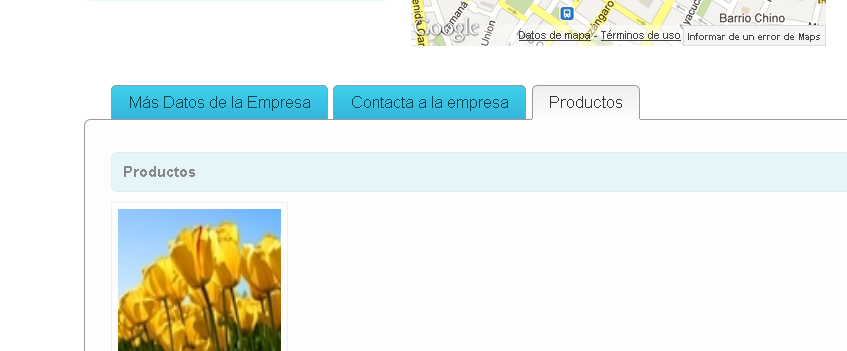 Barrio Chino
Union
Google
Datos de mapa - Términos de uso
Informar de un error de Maps
Más Datos de la Empresa
Contacta a la empresa
Productos
Productos